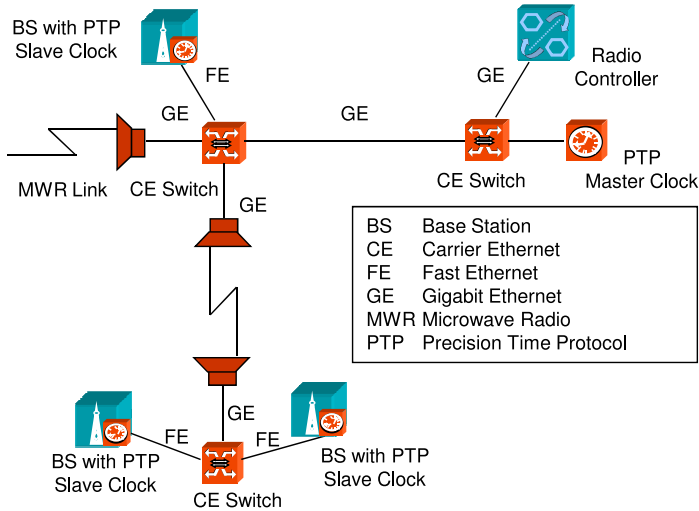 BS with PTP
Slave Clock
FE
GE
MWR Link
CE Switch
GE
GE
GE
Radio
Controller
CE Switch
PTP
Master Clock
BS Base Station
CE Carrier Ethernet
FE Fast Ethernet
GE Gigabit Ethernet
MWR Microwave Radio
PTP Precision Time Protocol
GE
FE
FE
BS with PTP
Slave Clock
CE Switch
BS with PTP
Slave Clock